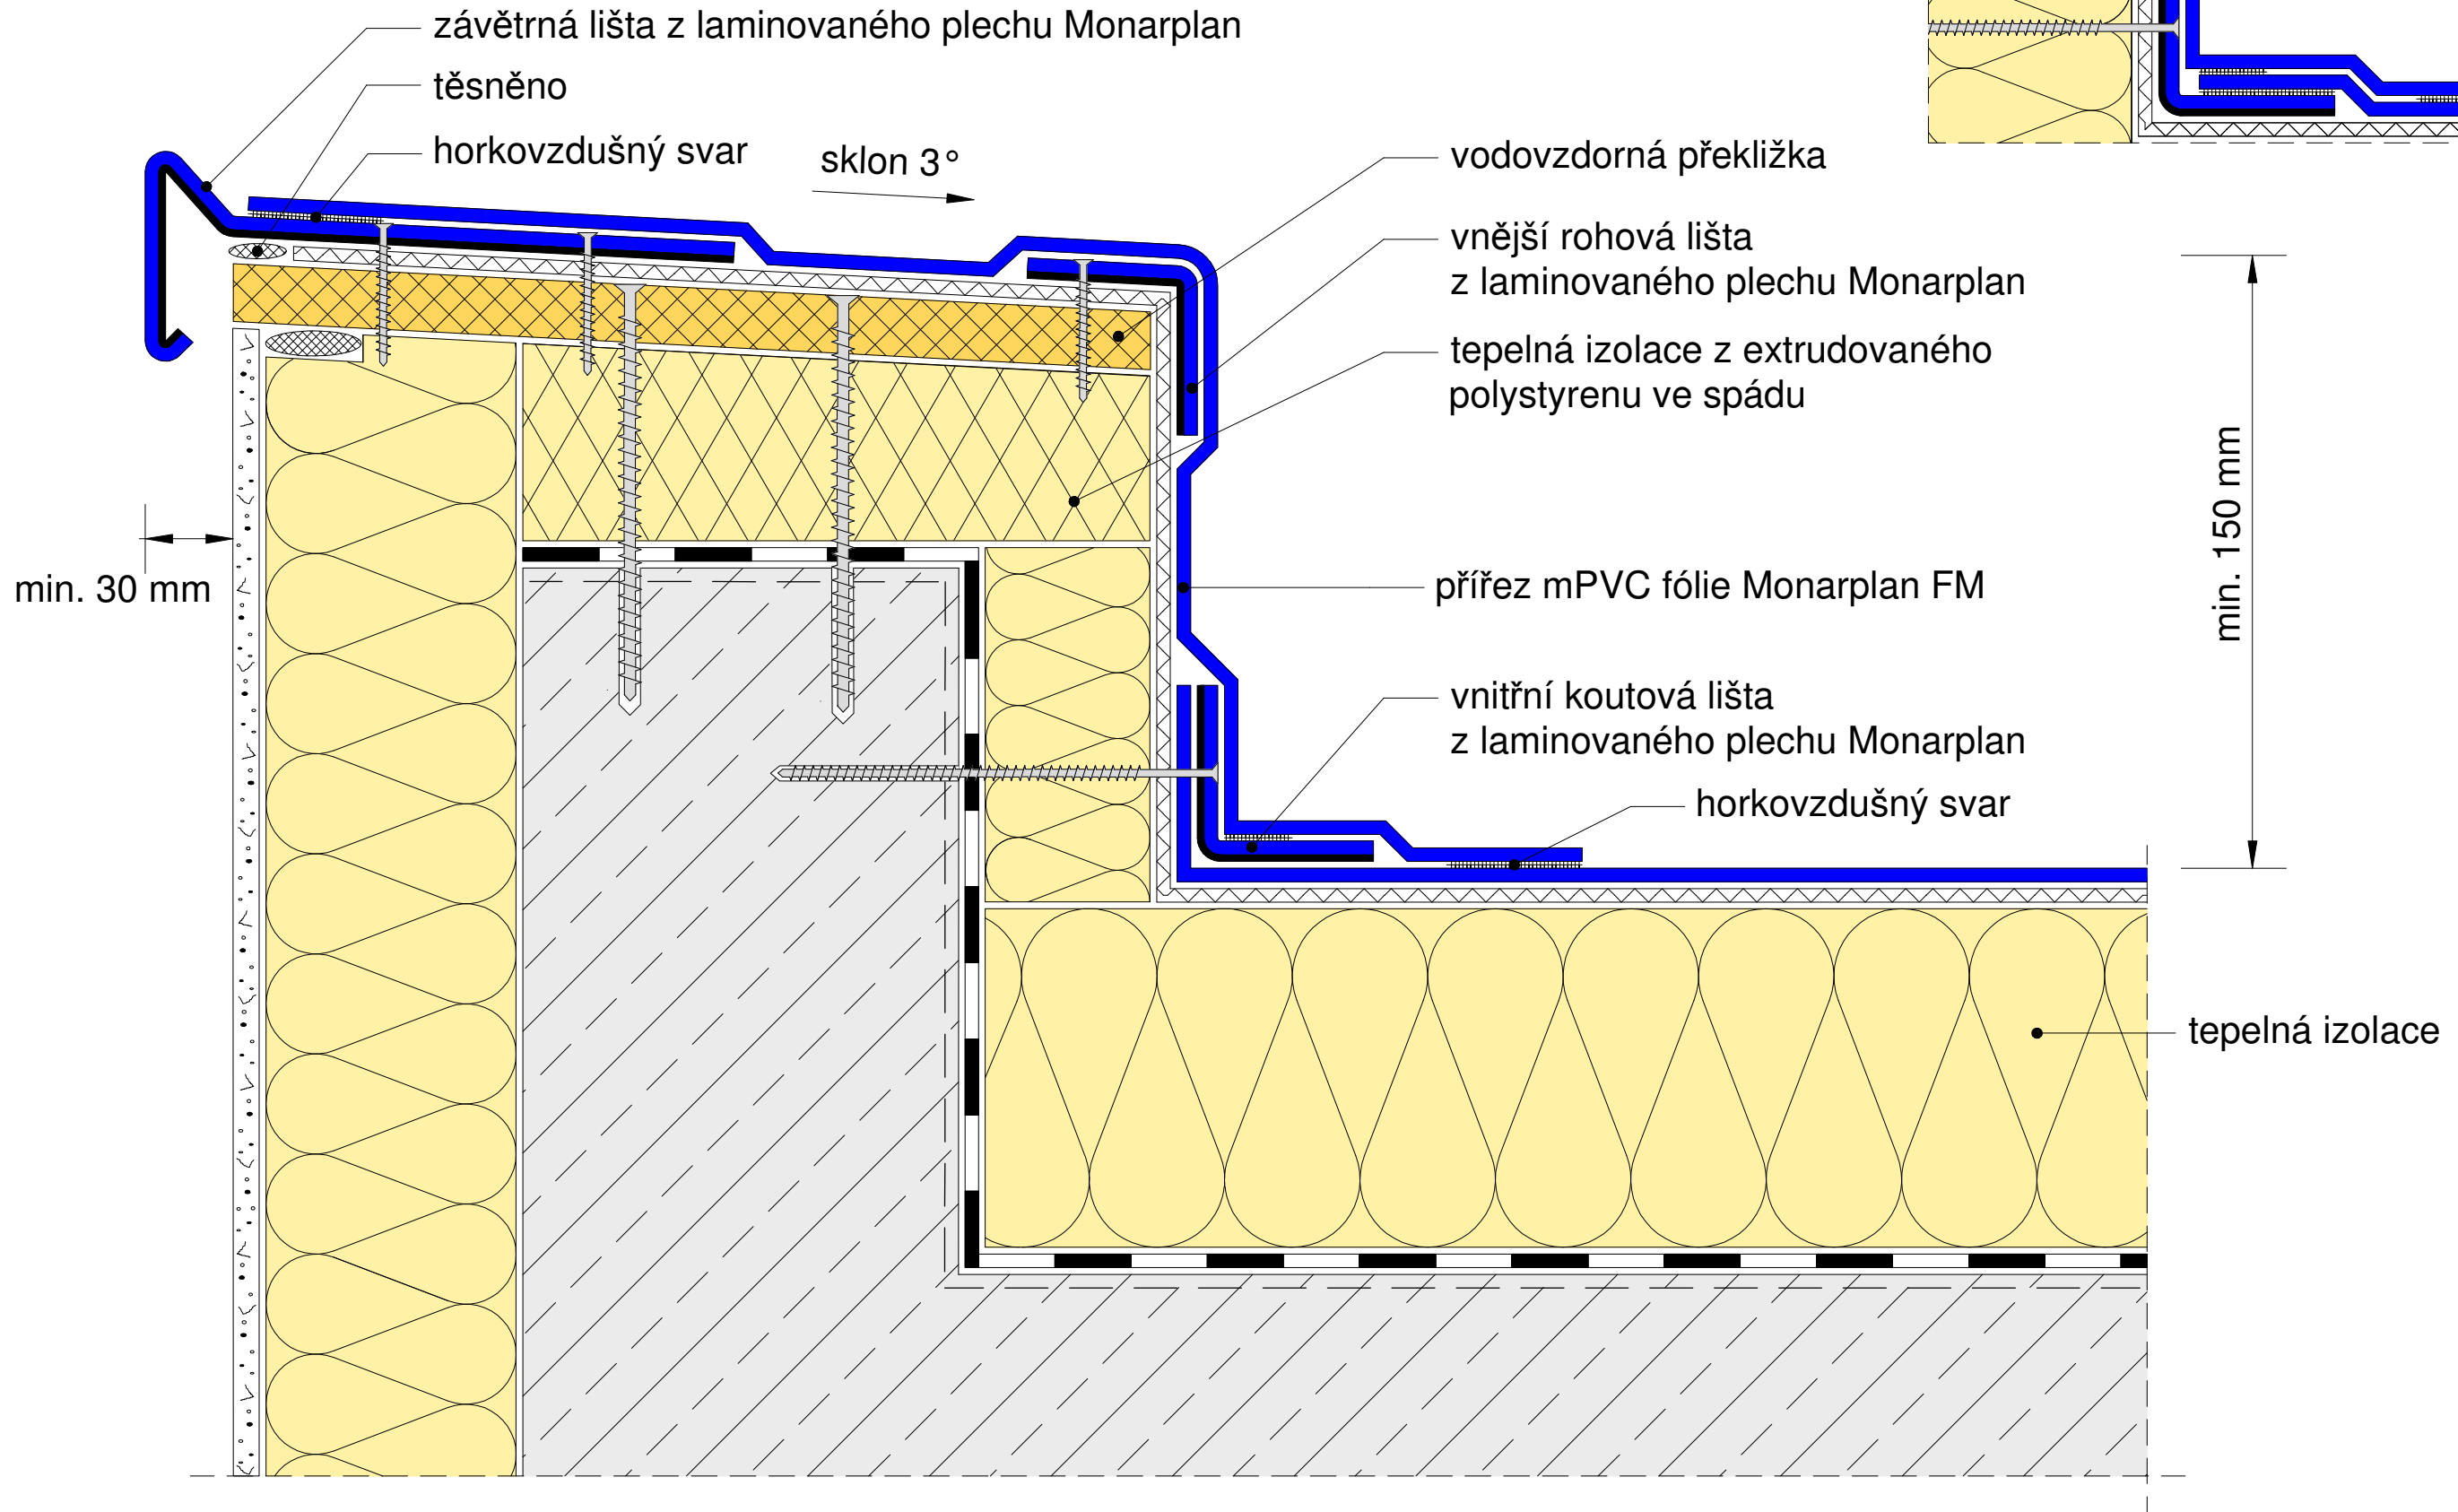 závětrná lišta z laminovaného plechu Monarplan
těsněno
horkovzdušný svar
sklon 3°
vodovzdorná překližka
vnější rohová lišta
z laminovaného plechu Monarplan
tepelná izolace z extrudovaného
polystyrenu ve spádu
min. 150 mm
min. 30 mm
přířez mPVC fólie Monarplan FM
vnitřní koutová lišta
z laminovaného plechu Monarplan
horkovzdušný svar
tepelná izolace